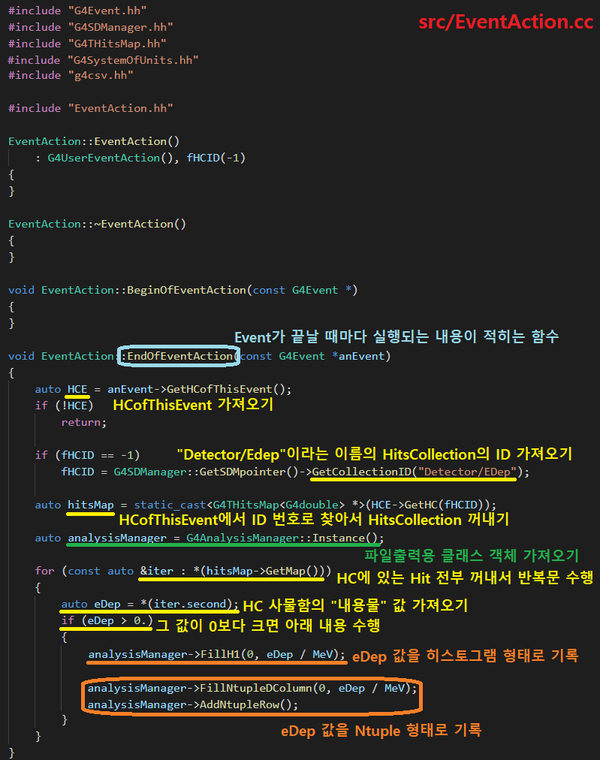 #include "G4Event.hh"
src/EventAction.cc
#include "G4SDManager.hh"
#include "G4THitsMap.hh"
#include "G4SystemOfUnits.hh"
#include "g4csv.hh"
#include "EventAction.hh"
EventAction::EventAction()
: G4UserEventAction(), fHCID(-1)
{
}
EventAction::~EventAction()
{
}
void EventAction::BeginOfEventAction(const G4Event *)
{
}
Event가 끝날 때마다 실행되는 내용이 적히는 함수
void EventAction::EndOfEventAction(const G4Event *anEvent)
{
auto HCE = anEvent->GetHCofThisEvent();
if (!HCE) HCofThisEvent 가져오기
return;
if (fHCID == -1) "Detector/Edep"이라는 이름의 HitsCollection의 ID 가져오기
fHCID = G4SDManager::GetSDMpointer()->GetCollectionID("Detector/EDep");
auto hitsMap = static_cast<G4THitsMap<G4double> *>(HCE->GetHC(fHCID));
HCofThisEvent에서 ID 번호로 찾아서 HitsCollection 꺼내기
auto analysisManager = G4AnalysisManager::Instance();
파일출력용 클래스 객체 가져오기
for (const auto &iter : *(hitsMap->GetMap()))
{ HC에 있는 Hit 전부 꺼내서 반복문 수행
auto eDep = *(iter.second); HC 사물함의 "내용물" 값 가져오기
if (eDep > 0.) 그 값이 0보다 크면 아래 내용 수행
{
analysisManager->FillH1(0, eDep / MeV); eDep 값을 히스토그램 형태로 기록
analysisManager->FillNtupleDColumn(0, eDep / MeV);
analysisManager->AddNtupleRow();
} eDep 값을 Ntuple 형태로 기록
}
}